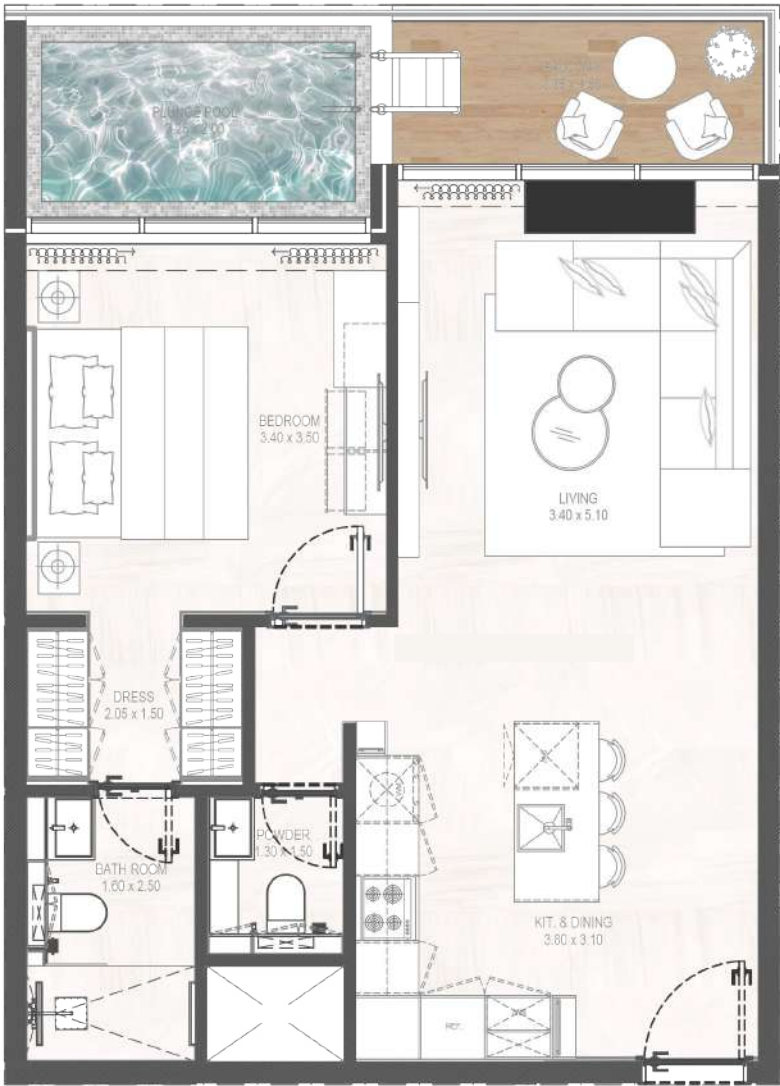 PLUNGE POOL
BEDROOM
3.40 x 3.50
LIVING
3.40 x 5.10
DRESS
2.05 x 1.50
POWDER
1.30 x 1.50
BATH ROOM
1.60 x 2.50
KIT. & DINING
3.80 x 3.10
REF.